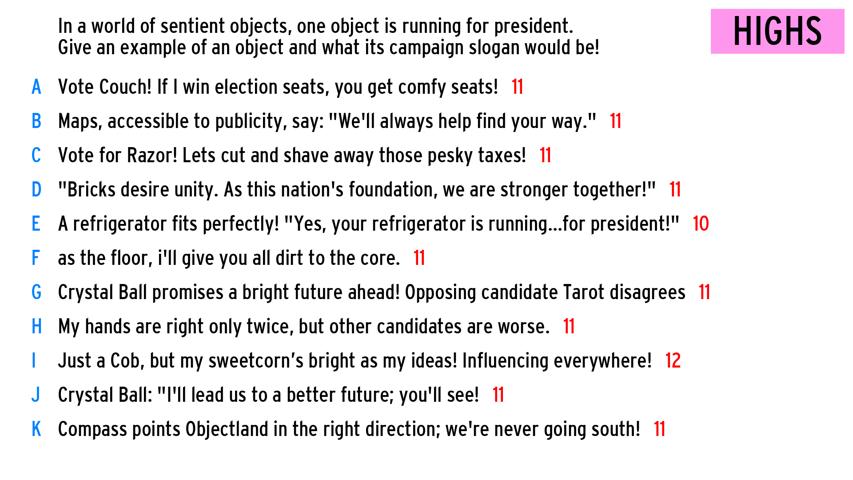 In a world of sentient objects, one object is running for president.
Give an example of an object and what its campaign slogan would be!
HIGHS
A Vote Couch! If I win election seats, you get comfy seats! 11
B Maps, accessible to publicity, say: "We'll always help find your way." 11
C Vote for Razor! Lets cut and shave away those pesky taxes! 11
D "Bricks desire unity. As this nation's foundation, we are stronger together!" 11
E A refrigerator fits perfectly! "Yes, your refrigerator is running...for president!" 10
F as the floor, i'll give you all dirt to the core. 11
G Crystal Ball promises a bright future ahead! Opposing candidate Tarot disagrees 11
H My hands are right only twice, but other candidates are worse. 11
I Just a Cob, but my sweetcorn’s bright as my ideas! Influencing everywhere! 12
J Crystal Ball: "I'll lead us to a better future; you'll see! 11
K Compass points Objectland in the right direction; we're never going south! 11